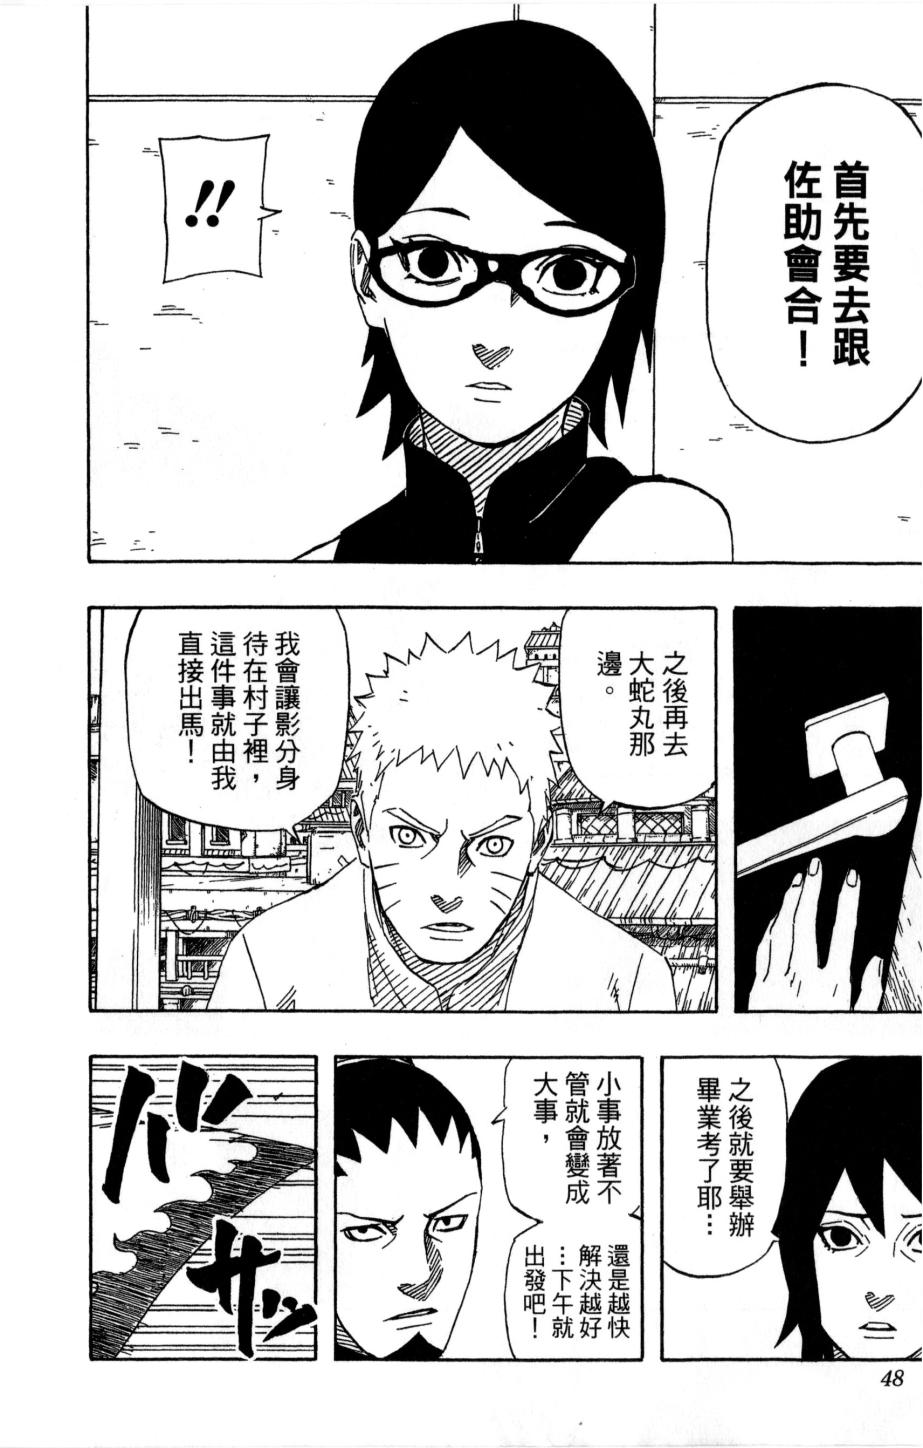 首先要去跟
佐助會合！
!!
之後再去
大蛇丸那
邊。
我會讓影分身
待在村子裡，
這件事就由我
直接出馬！
之後就要舉辦
畢業考了耶…
小事放著不
管就會變成
大事，
還是越快
解決越好
…下午就
出發吧！
バサッ
48